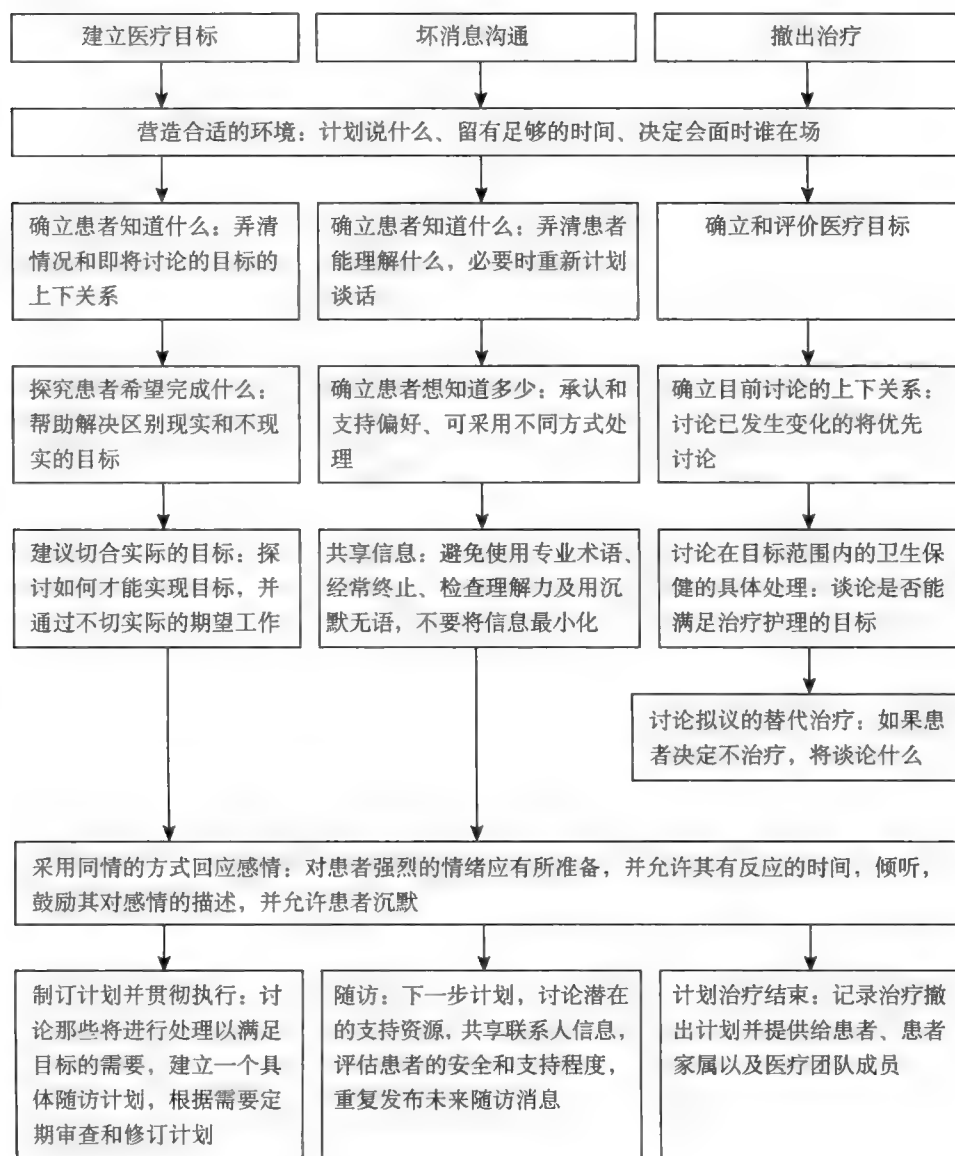 建立医疗目标
坏消息沟通
撤出治疗
营造合适的环境：计划说什么、留有足够的时间、决定会面时谁在场
确立患者知道什么：弄清
情况和即将讨论的目标的
上下关系
确立患者知道什么：弄清患者
能理解什么，必要时重新计划
谈话
确立和评价医疗目标
探究患者希望完成什么：
帮助解决区别现实和不现
实的目标
确立患者想知道多少：承认和
支持偏好、可采用不同方式处
理
确立目前讨论的上下关系：
讨论已发生变化的将优先
讨论
建议切合实际的目标：探
讨如何才能实现目标，并
通过不切实际的期望工作
共享信息：避免使用专业术语、
经常终止、检查理解力及用沉
默无语，不要将信息最小化
讨论在目标范围内的卫生保
健的具体处理：谈论是否能
满足治疗护理的目标
讨论拟议的替代治疗：如果患
者决定不治疗，将谈论什么
采用同情的方式回应感情：对患者强烈的情绪应有所准备，并允许其有反应的时间，倾听，
鼓励其对感情的描述，并允许患者沉默
制订计划并贯彻执行：讨
论那些将进行处理以满足
目标的需要，建立一个具
体随访计划，根据需要定
期审查和修订计划
随访：下一步计划，讨论潜在
的支持资源，共享联系人信息，
评估患者的安全和支持程度，
重复发布未来随访消息
计划治疗结束：记录治疗撤
出计划并提供给患者、患者
家属以及医疗团队成员